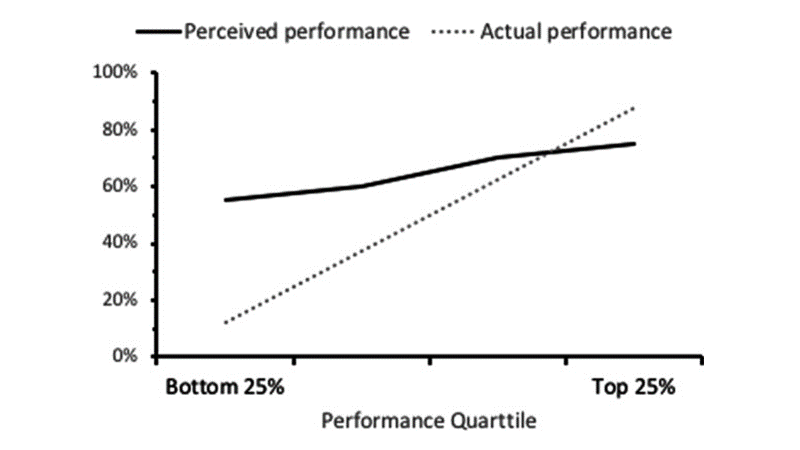 Perceived performance Actual performance
100%
80%
60%
40%
20%
0%
Bottom 25% Top 25%
Performance Quarttile